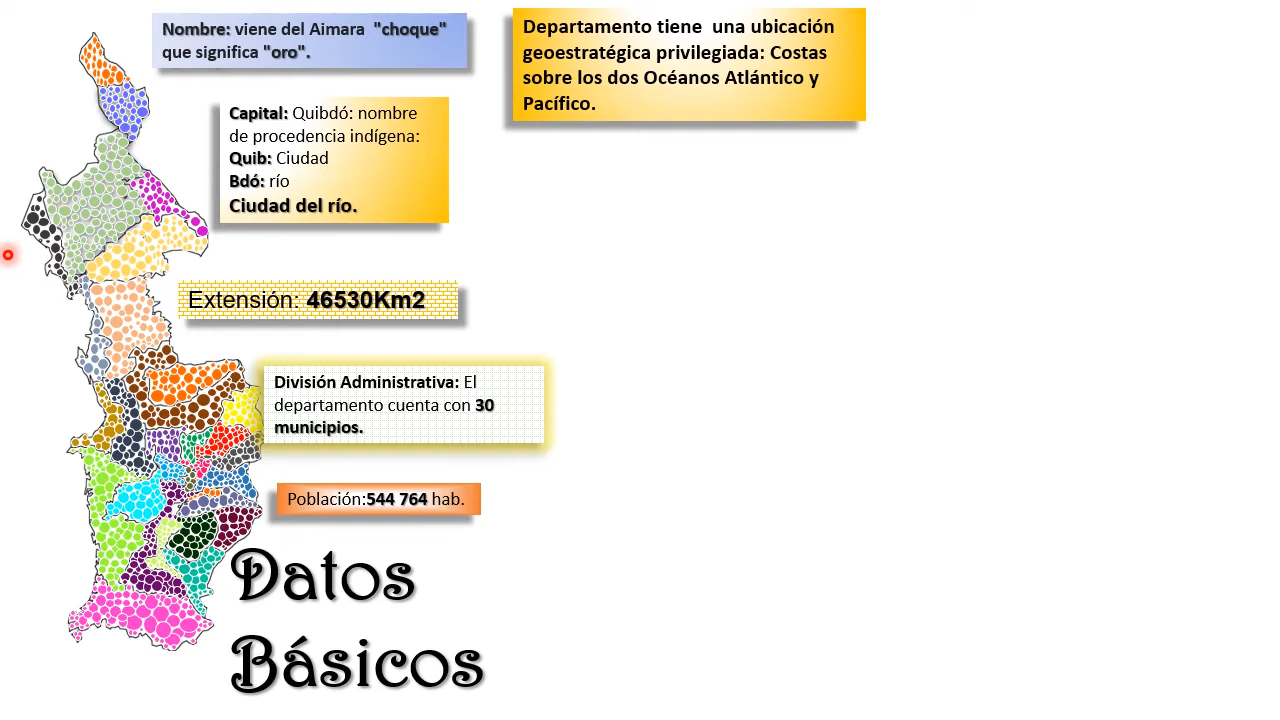 Nombre: viene del Aimara "choque"
que significa "oro".
Departamento tiene una ubicación
geoestratégica privilegiada: Costas
sobre los dos Océanos Atlántico y
Pacífico.
Capital: Quibdó: nombre
de procedencia indígena:
Quib: Ciudad
Bdó: río
Ciudad del río.
Extensión: 46530Km2
División Administrativa: El
departamento cuenta con 30
municipios.
Población:544 764 hab.
Datos
Básicos